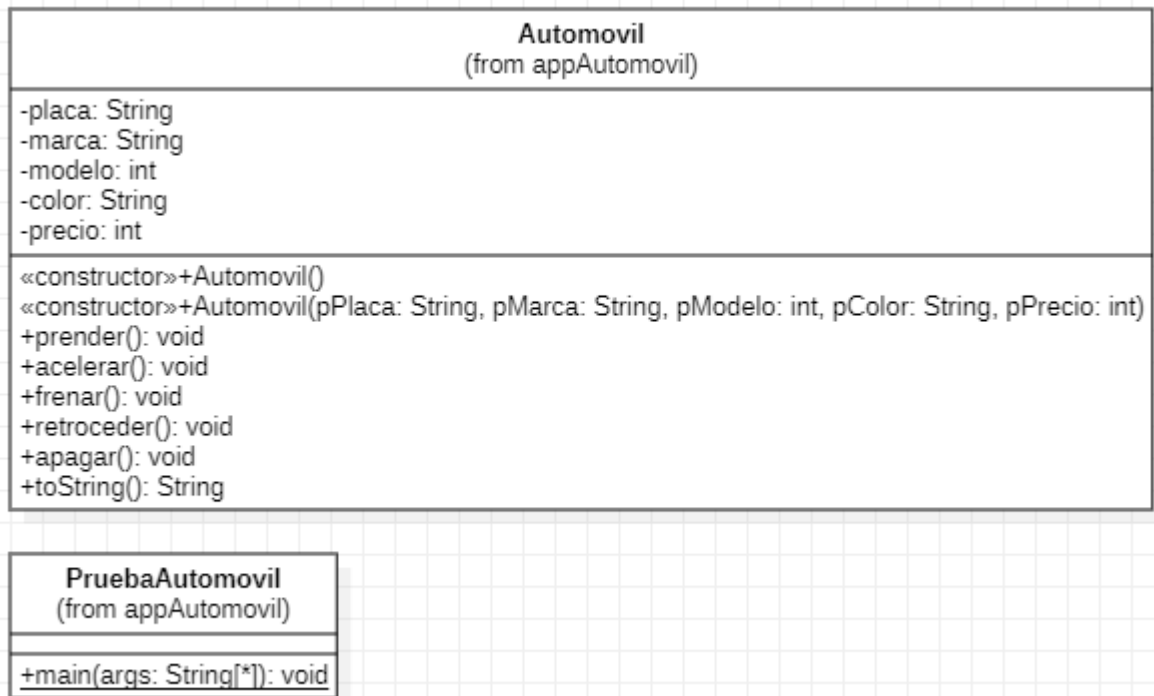 Automovil
(from appAutomovil)
-placa: String
-marca: String
-modelo: int
-color: String
-precio: int
«constructor»+Automovil()
«constructor»+Automovil(pPlaca: String, pMarca: String, pModelo: int, pColor: String, pPrecio: int)
+prender(): void
+acelerar(): void
+frenar(): void
+retroceder(): void
+apagar(): void
+toString(): String
PruebaAutomovil
(from appAutomovil)
+main(args: String[*]): void